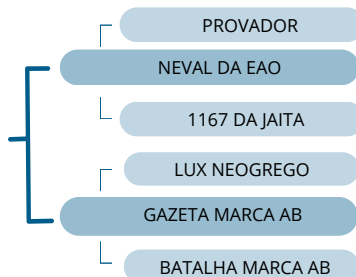 PROVADOR
NEVAL DA EAO
1167 DA JAITA
LUX NEOGREGO
GAZETA MARCA AB
BATALHA MARCA AB